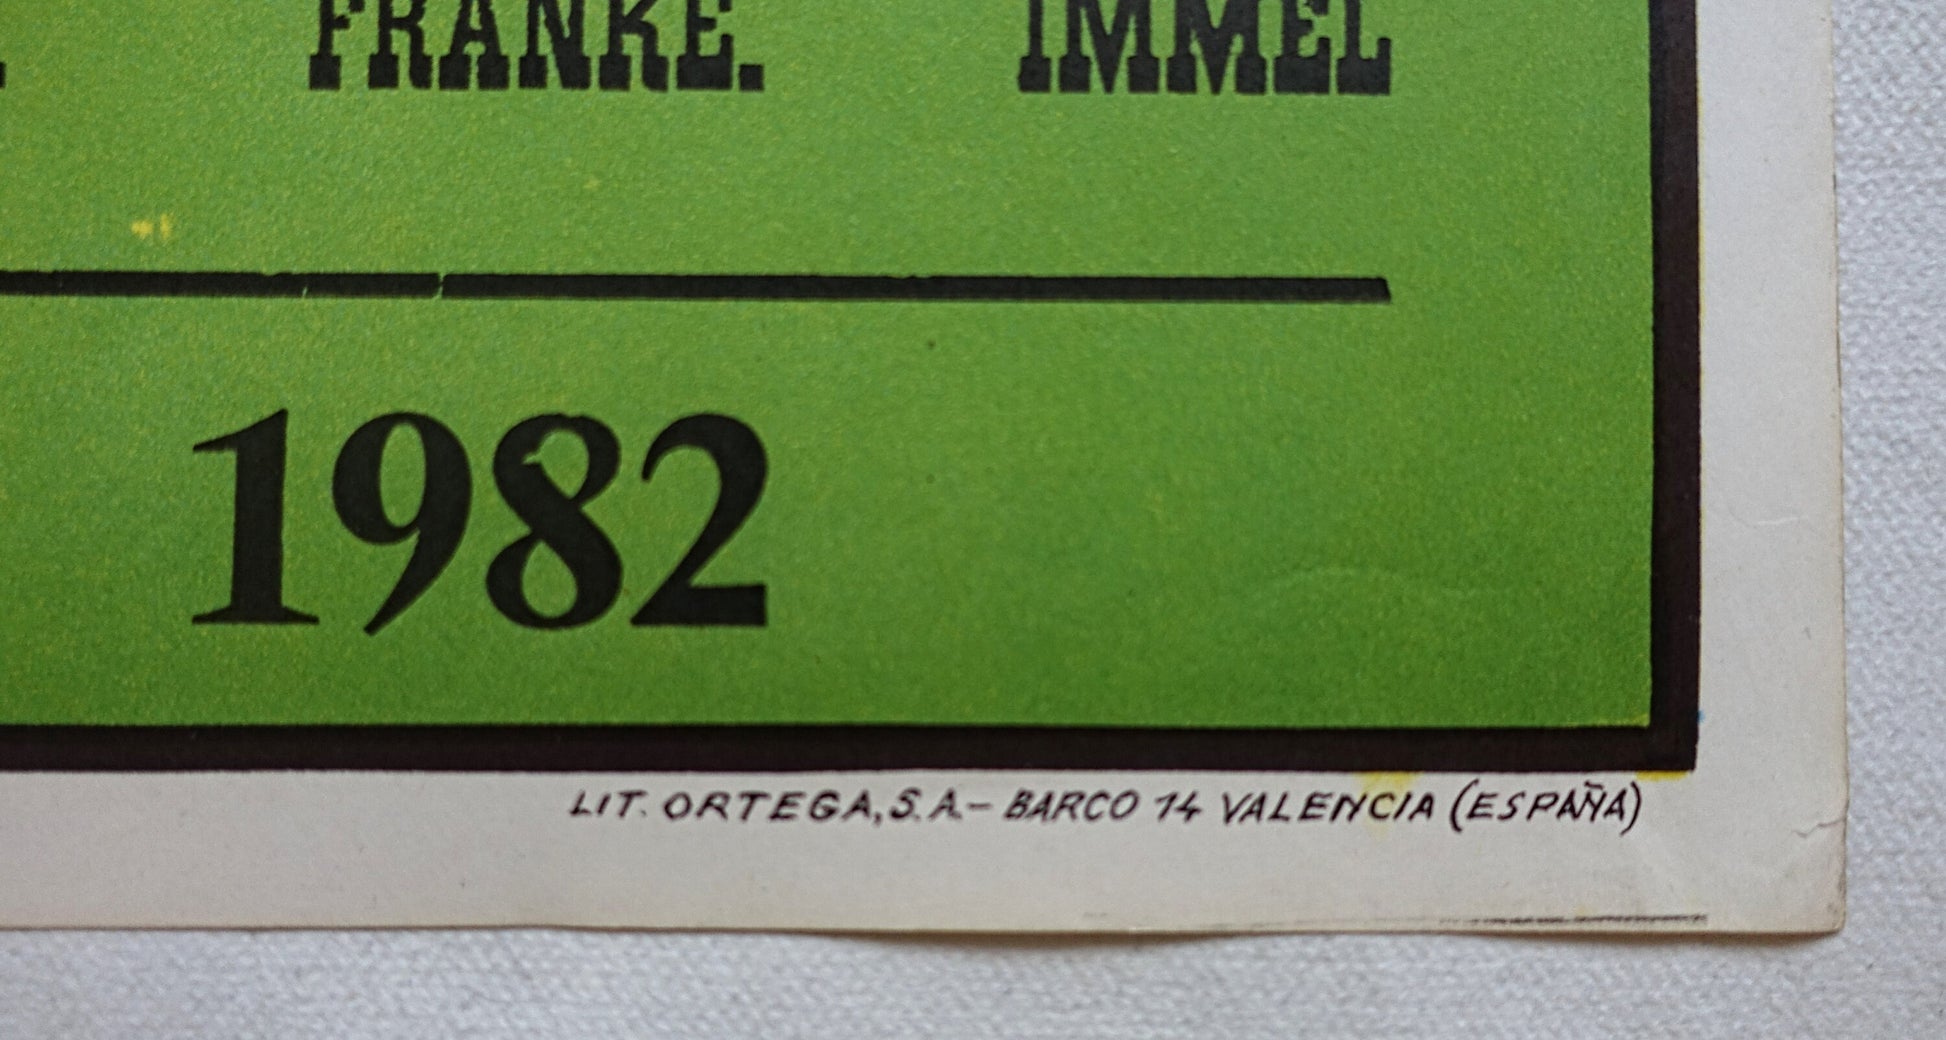 FRANKE. IMMEL
1982
LIT. ORTEGA, S. A.- BARCO 14 VALENCIA (ESPAÑA)